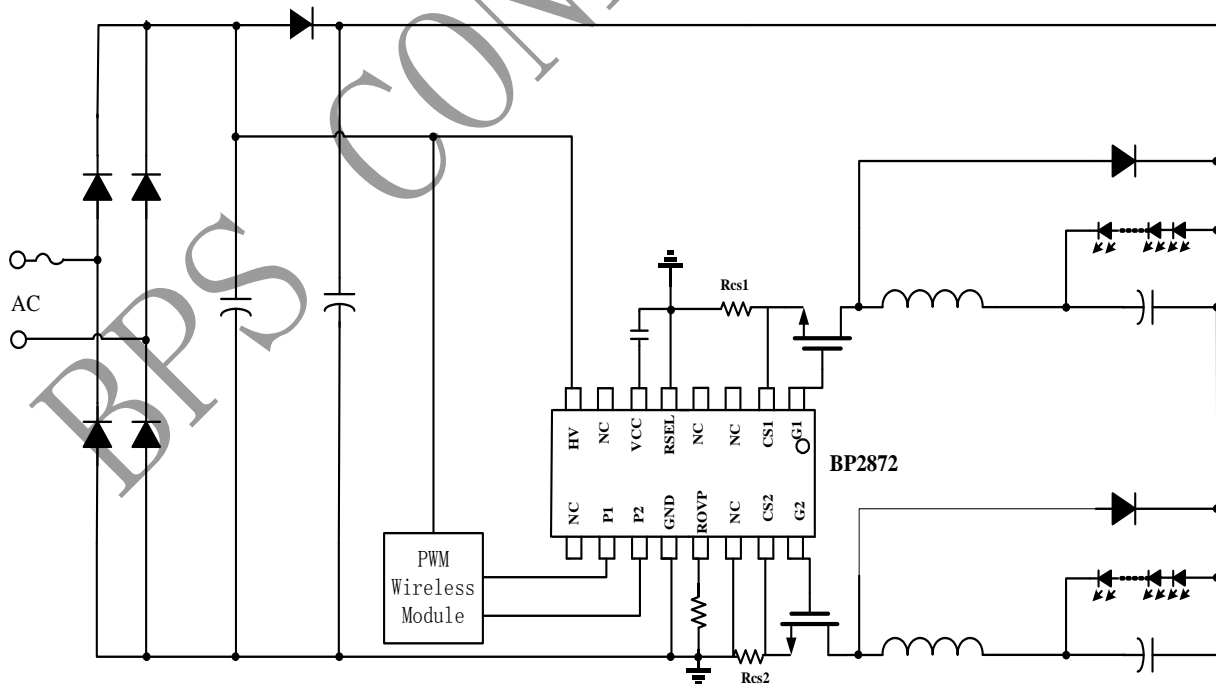 BPS CON
AC
Rcs1
HV
NC
VCC
RSEL
NC
NC
CS1
G1
BP2872
NC
P1
P2
GND
ROVP
NC
CS2
G2
PWM
Wireless
Module
Rcs2